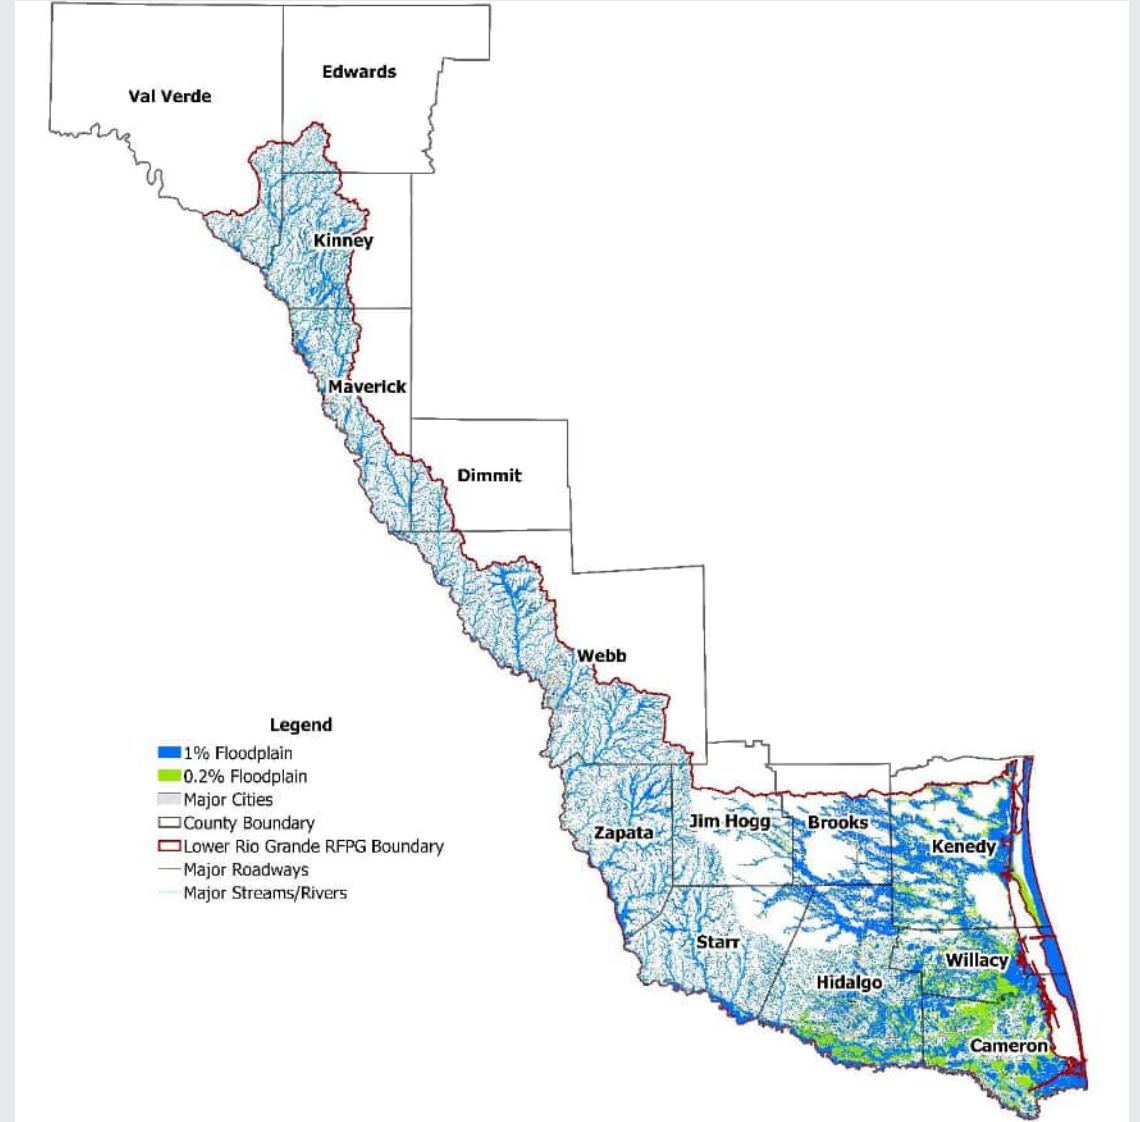 Edwards
Val Verde
Kinney
Maverick
Dimmit
Webb
Legend
1% Floodplain
0.2% Floodplain
Major Cities
County Boundary
Lower Rio Grande RFPG Boundary
Major Roadways
Major Streams/Rivers
Zapata
Jim Hogg
Brooks
Kenedy
Starr
Willacy
Hidalgo
Cameron